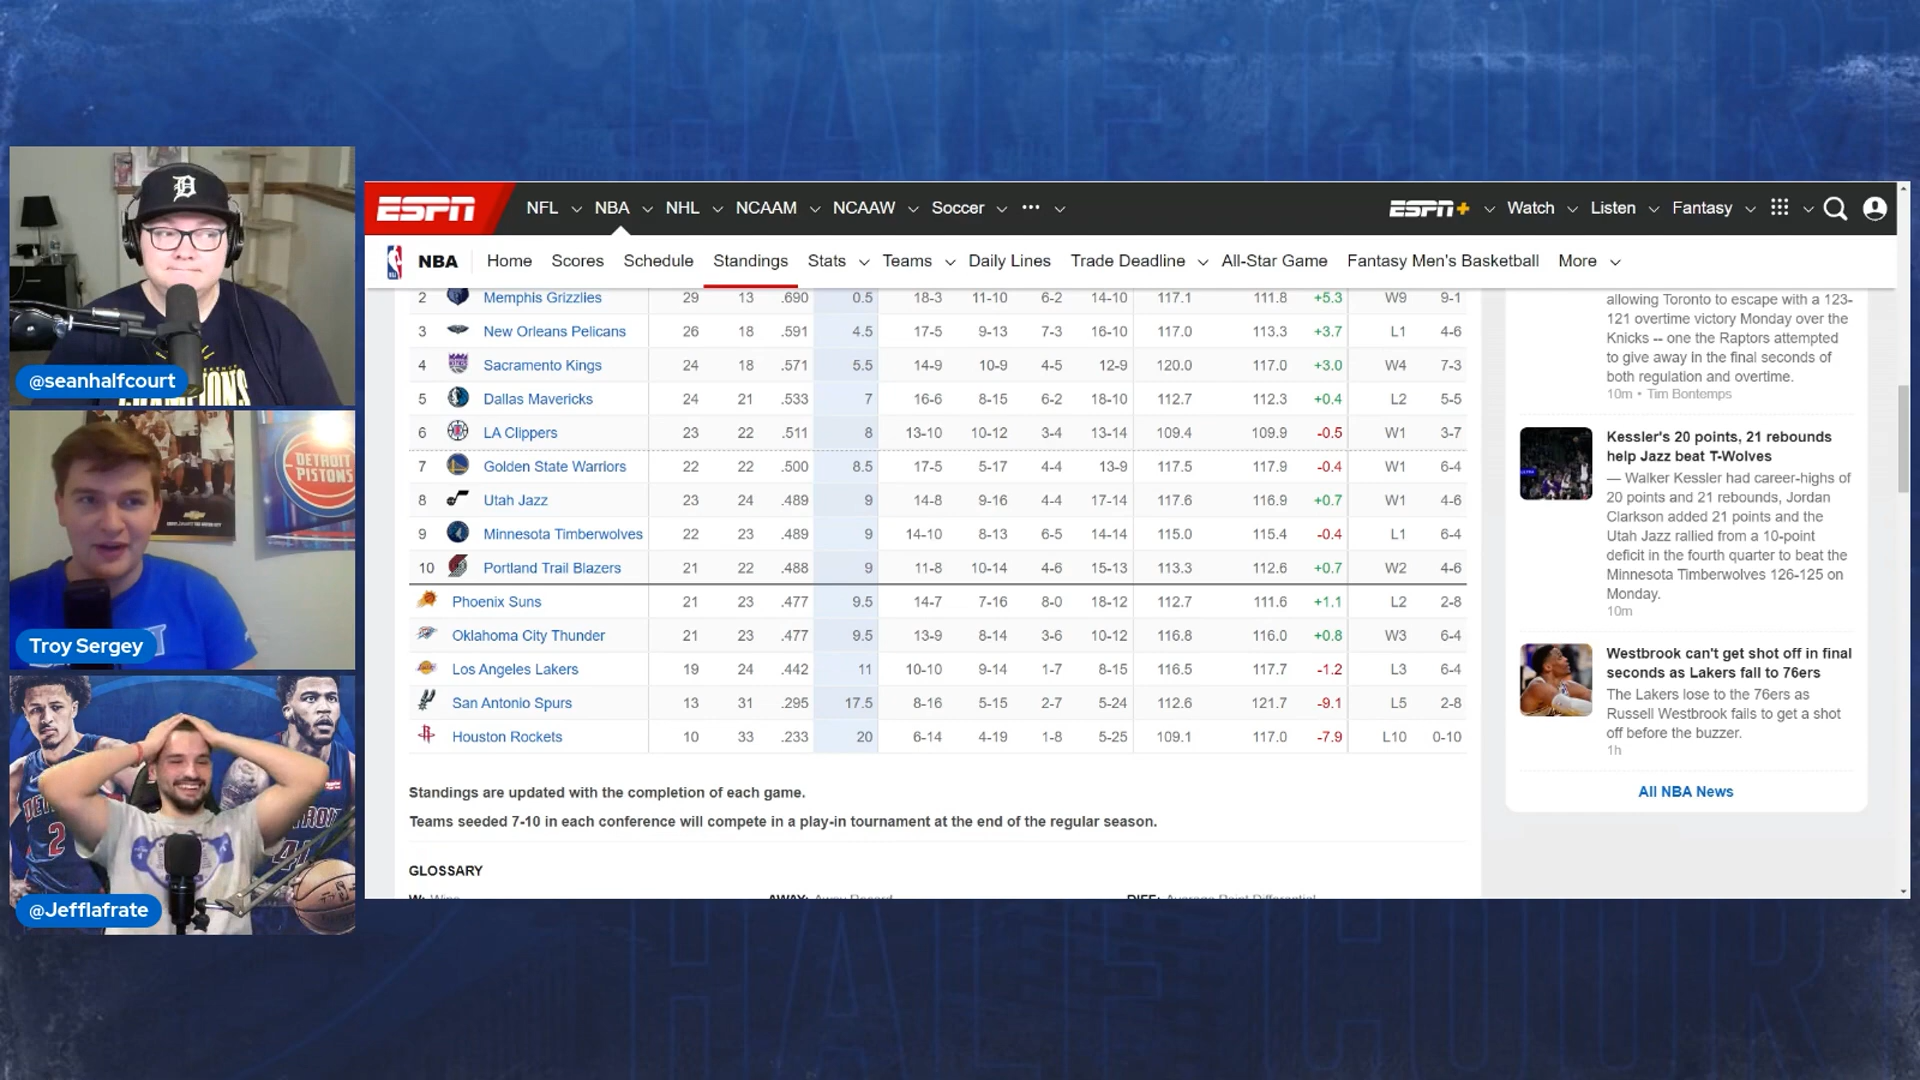 ESPN NFL NBA NHL NCAAM NCAAW Soccer ... ESPN+ Watch Listen Fantasy
NBA Home Scores Schedule Standings Stats Teams Daily Lines Trade Deadline All-Star Game Fantasy Men's Basketball More
2 Memphis Grizzlies 29 13 .690 0.5 18-3 11-10 6-2 14-10 117.1 111.8 +5.3 W9 9-1
3 New Orleans Pelicans 26 18 .591 4.5 17-5 9-13 7-3 16-10 117.0 113.3 +3.7 L1 4-6
4 Sacramento Kings 24 18 .571 5.5 14-9 10-9 4-5 12-9 120.0 117.0 +3.0 W4 7-3
5 Dallas Mavericks 24 21 .533 7 16-6 8-15 6-2 18-10 112.7 112.3 +0.4 L2 5-5
6 LA Clippers 23 22 .511 8 13-10 10-12 3-4 13-14 109.4 109.9 -0.5 W1 3-7
7 Golden State Warriors 22 22 .500 8.5 17-5 5-17 4-4 13-9 117.5 117.9 -0.4 W1 6-4
8 Utah Jazz 23 24 .489 9 14-8 9-16 4-4 17-14 117.6 116.9 +0.7 W1 4-6
9 Minnesota Timberwolves 22 23 .489 9 14-10 8-13 6-5 14-14 115.0 115.4 -0.4 L1 6-4
10 Portland Trail Blazers 21 22 .488 9 11-8 10-14 4-6 15-13 113.3 112.6 +0.7 W2 4-6
Phoenix Suns 21 23 .477 9.5 14-7 7-16 8-0 18-12 112.7 111.6 +1.1 L2 2-8
Oklahoma City Thunder 21 23 .477 9.5 13-9 8-14 3-6 10-12 116.8 116.0 +0.8 W3 6-4
Los Angeles Lakers 19 24 .442 11 10-10 9-14 1-7 8-15 116.5 117.7 -1.2 L3 6-4
San Antonio Spurs 13 31 .295 17.5 8-16 5-15 2-7 5-24 112.6 121.7 -9.1 L5 2-8
Houston Rockets 10 33 .233 20 6-14 4-19 1-8 5-25 109.1 117.0 -7.9 L10 0-10
Standings are updated with the completion of each game.
Teams seeded 7-10 in each conference will compete in a play-in tournament at the end of the regular season.
GLOSSARY
W: Wins AWAY: Away Record DIFF: Average Point Differential
allowing Toronto to escape with a 123-
121 overtime victory Monday over the
Knicks -- one the Raptors attempted
to give away in the final seconds of
both regulation and overtime.
10m • Tim Bontemps
Kessler's 20 points, 21 rebounds
help Jazz beat T-Wolves
— Walker Kessler had career-highs of
20 points and 21 rebounds, Jordan
Clarkson added 21 points and the
Utah Jazz rallied from a 10-point
deficit in the fourth quarter to beat the
Minnesota Timberwolves 126-125 on
Monday.
10m
Westbrook can't get shot off in final
seconds as Lakers fall to 76ers
The Lakers lose to the 76ers as
Russell Westbrook fails to get a shot
off before the buzzer.
1h
All NBA News
@seanhalfcourt
DETROIT
PISTONS
Troy Sergey
2
@Jefflafrate
HALF COURT
HALF COURT